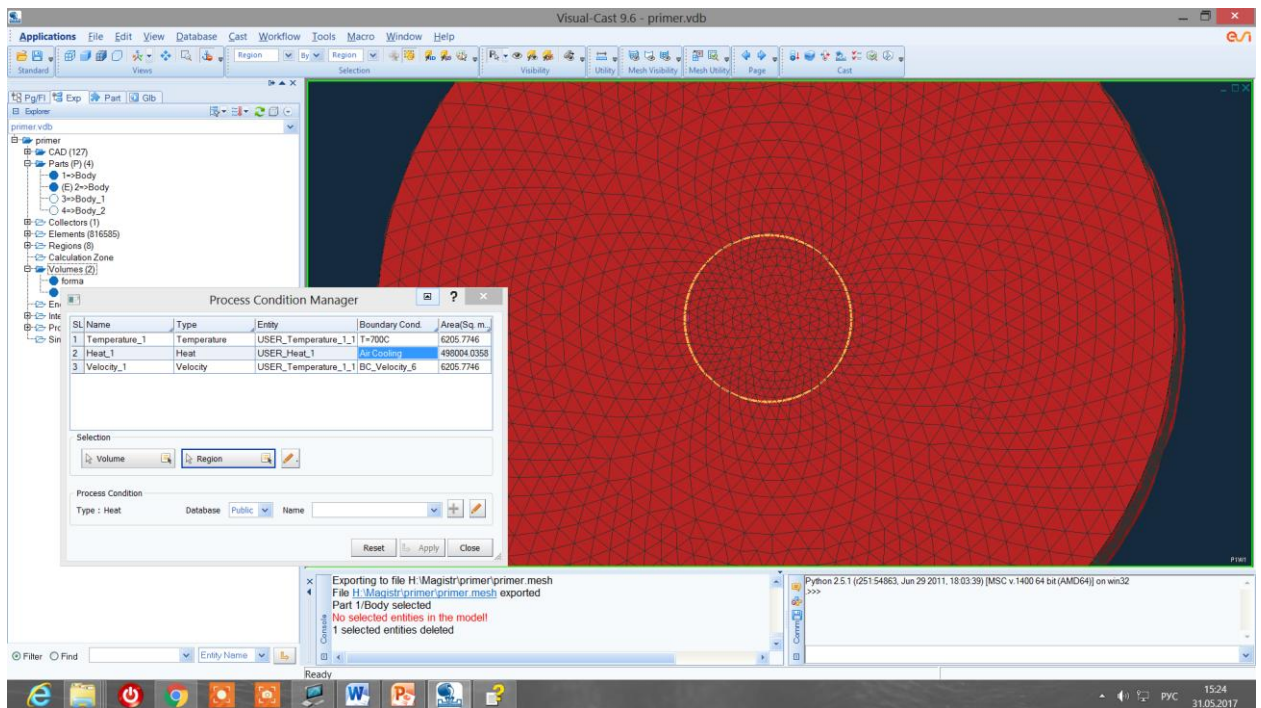 Visual-Cast 9.6 - primer.vdb
Applications File Edit View Database Cast Workflow Tools Macro Window Help
Region By Region
Standard Views Selection Visibility Utility Mesh Visibility Mesh Utility Page Cast
Pg/Fl Exp Part Glb
Explorer
primer.vdb
primer
CAD (127)
Parts (P) (4)
1=>Body
(E) 2=>Body
3=>Body_1
4=>Body_2
Collectors (1)
Elements (816585)
Regions (8)
Calculation Zone
Volumes (2)
forma
Process Condition Manager
SL Name Type Entity Boundary Cond. Area(Sq. m...
1 Temperature_1 Temperature USER_Temperature_1_1 T=700C 6205.7746
2 Heat_1 Heat USER_Heat_1 Air Cooling 498004.0358
3 Velocity_1 Velocity USER_Temperature_1_1 BC_Velocity_6 6205.7746
Selection
Volume Region
Process Condition
Type : Heat Database Public Name
Reset Apply Close
Exporting to file H:\Magistr\primer\primer.mesh
File H:\Magistr\primer\primer.mesh exported
Part 1/Body selected
No selected entities in the model!
1 selected entities deleted
Console
Python 2.5.1 (r251:54863, Jun 29 2011, 18:03:39) [MSC v.1400 64 bit (AMD64)] on win32
>>>
Filter Find Entity Name
Ready
РУС 15:24
31.05.2017